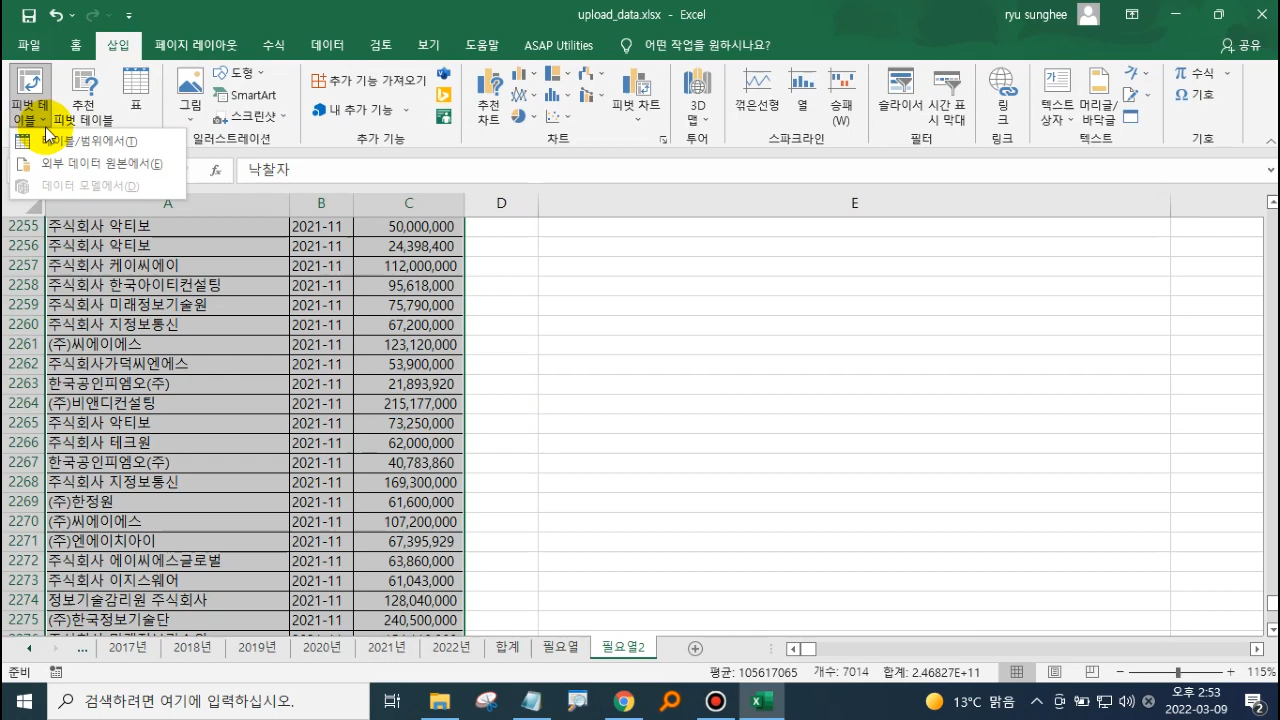 upload_data.xlsx - Excel
ryu sunghee
파일 홈 삽입 페이지 레이아웃 수식 데이터 검토 보기 도움말 ASAP Utilities 어떤 작업을 원하시나요? 공유
피벗 테이블
추천 피벗 테이블
표
그림
도형
SmartArt
스크린샷
일러스트레이션
추가 기능 가져오기
내 추가 기능
추가 기능
추천 차트
피벗 차트
3D 맵
꺾은선형
열
승패(W)
슬라이서
시간 표시 막대
필터
링크
텍스트 상자
머리글/바닥글
수식
기호
기호
테이블/범위에서(T)
외부 데이터 원본에서(E)
데이터 모델에서(D)
fx 낙찰자
A B C D E
2255 주식회사 악티보 2021-11 50,000,000
2256 주식회사 악티보 2021-11 24,398,400
2257 주식회사 케이씨에이 2021-11 112,000,000
2258 주식회사 한국아이티컨설팅 2021-11 95,618,000
2259 주식회사 미래정보기술원 2021-11 75,790,000
2260 주식회사 지정보통신 2021-11 67,200,000
2261 (주)씨에이에스 2021-11 123,120,000
2262 주식회사가덕씨엔에스 2021-11 53,900,000
2263 한국공인피엠오(주) 2021-11 21,893,920
2264 (주)비앤디컨설팅 2021-11 215,177,000
2265 주식회사 악티보 2021-11 73,250,000
2266 주식회사 테크원 2021-11 62,000,000
2267 한국공인피엠오(주) 2021-11 40,783,860
2268 주식회사 지정보통신 2021-11 169,300,000
2269 (주)한정원 2021-11 61,600,000
2270 (주)씨에이에스 2021-11 107,200,000
2271 (주)엔에이치아이 2021-11 67,395,929
2272 주식회사 에이씨에스글로벌 2021-11 63,860,000
2273 주식회사 이지스웨어 2021-11 61,043,000
2274 정보기술감리원 주식회사 2021-11 128,040,000
2275 (주)한국정보기술단 2021-11 240,500,000
... 2017년 2018년 2019년 2020년 2021년 2022년 합계 필요열 필요열2
준비 평균: 105617065 개수: 7014 합계: 2.46827E+11 115%
검색하려면 여기에 입력하십시오.
13°C 맑음
오후 2:53
2022-03-09
2